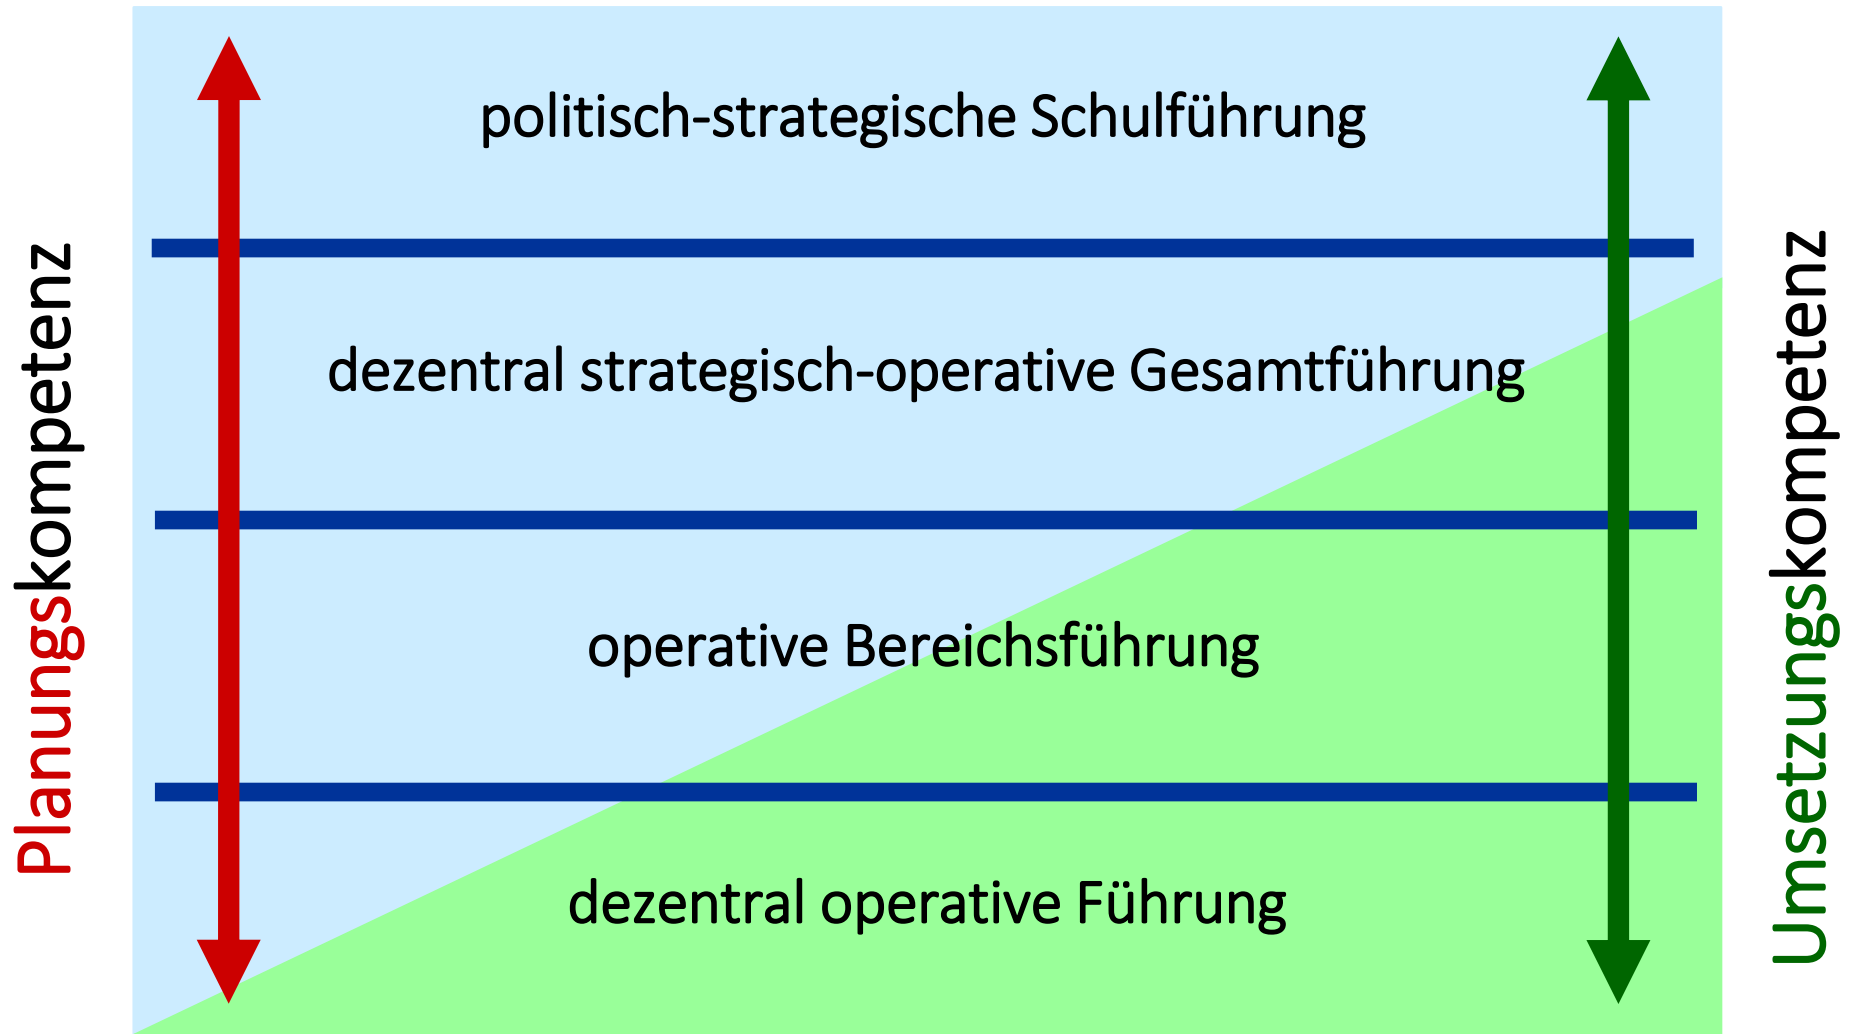 politisch-strategische Schulführung
dezentral strategisch-operative Gesamtführung
operative Bereichsführung
dezentral operative Führung
Planungskompetenz
Umsetzungskompetenz